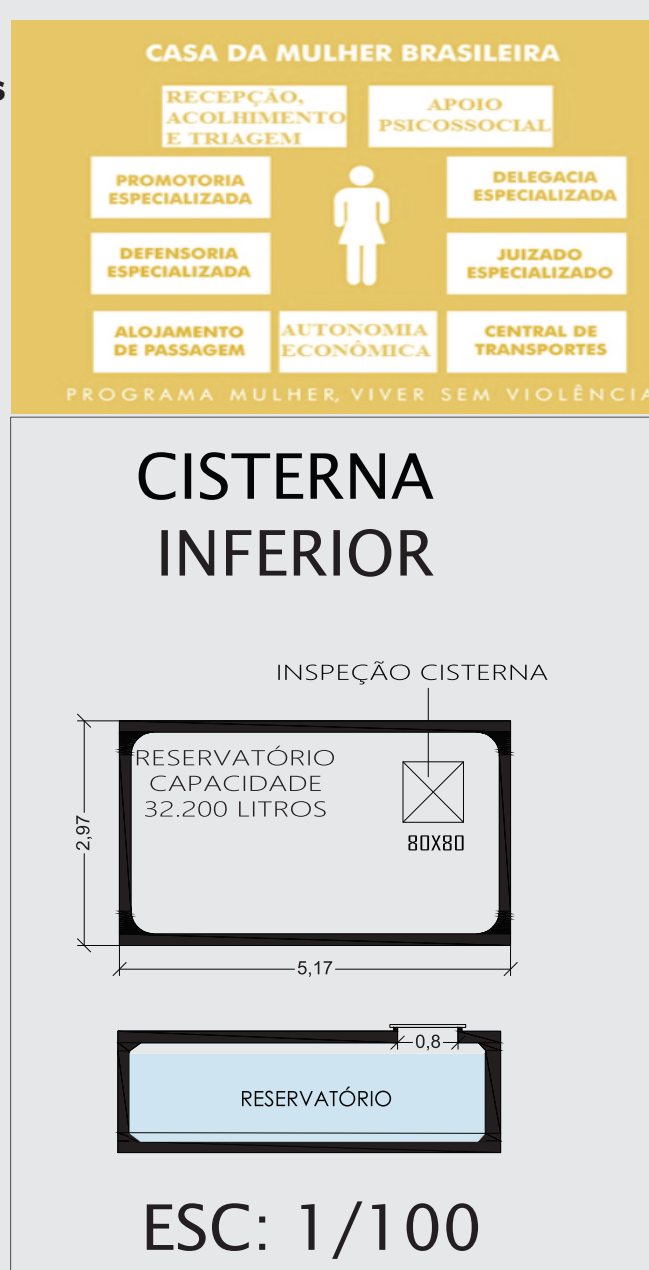 s
CASA DA MULHER BRASILEIRA
RECEPÇÃO,
ACOLHIMENTO
E TRIAGEM
APOIO
PSICOSSOCIAL
PROMOTORIA
ESPECIALIZADA
DELEGACIA
ESPECIALIZADA
DEFENSORIA
ESPECIALIZADA
JUIZADO
ESPECIALIZADO
ALOJAMENTO
DE PASSAGEM
AUTONOMIA
ECONÔMICA
CENTRAL DE
TRANSPORTES
PROGRAMA MULHER, VIVER SEM VIOLÊNCIA
CISTERNA
INFERIOR
INSPEÇÃO CISTERNA
RESERVATÓRIO
CAPACIDADE
32.200 LITROS
80X80
2,97
5,17
0,8
RESERVATÓRIO
ESC: 1/100